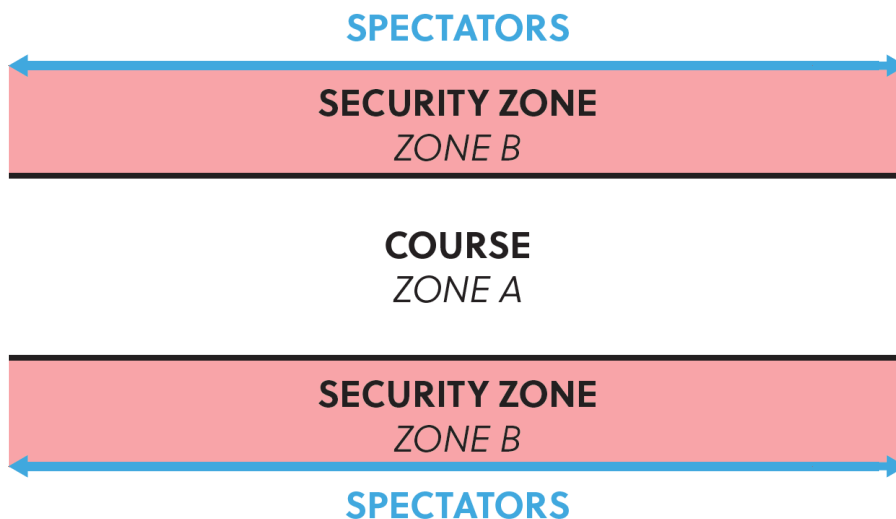 SPECTATORS
SECURITY ZONE
ZONE B
COURSE
ZONE A
SECURITY ZONE
ZONE B
SPECTATORS